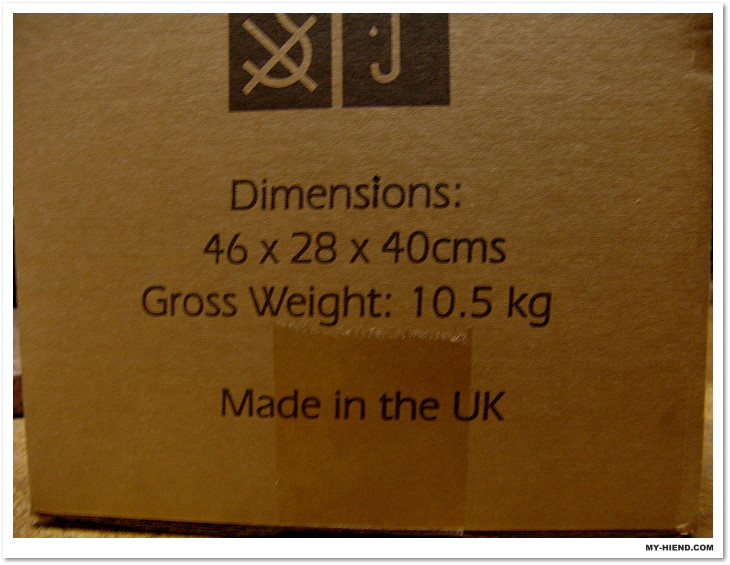 Dimensions:
46 x 28 x 40cms
Gross Weight: 10.5 kg
Made in the UK
MY-HIEND.COM